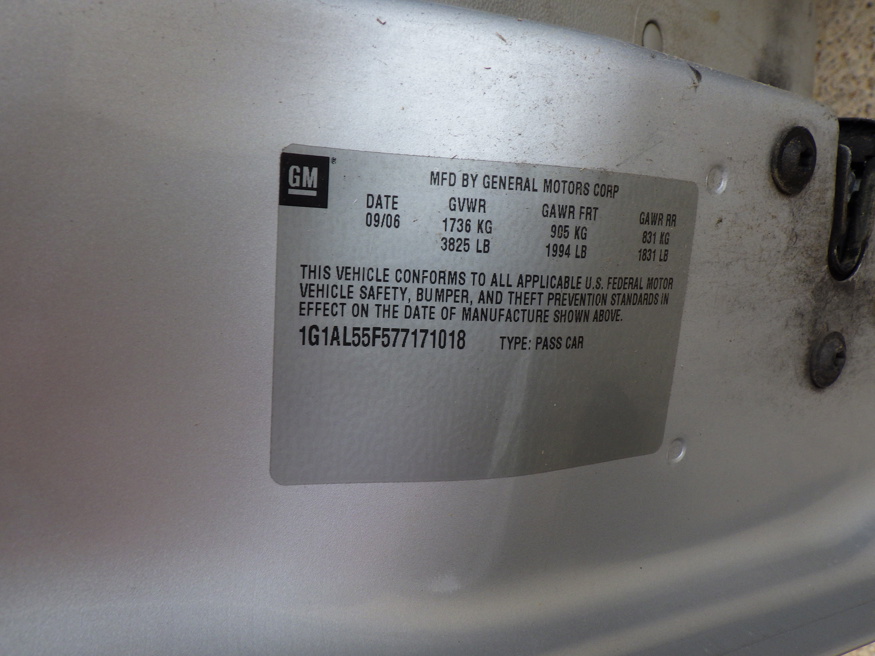 GM
MFD BY GENERAL MOTORS CORP
DATE GVWR GAWR FRT GAWR RR
09/06 1736 KG 905 KG 831 KG
3825 LB 1994 LB 1831 LB
THIS VEHICLE CONFORMS TO ALL APPLICABLE U.S. FEDERAL MOTOR
VEHICLE SAFETY, BUMPER, AND THEFT PREVENTION STANDARDS IN
EFFECT ON THE DATE OF MANUFACTURE SHOWN ABOVE.
1G1AL55F577171018 TYPE: PASS CAR